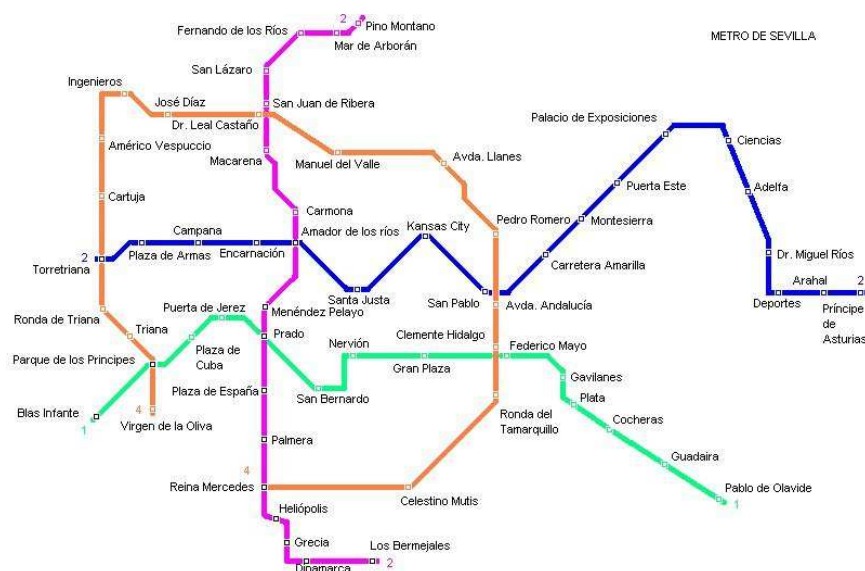 2
Pino Montano
Fernando de los Ríos
Mar de Arborán
METRO DE SEVILLA
San Lázaro
Ingenieros
José Díaz
San Juan de Ribera
Dr. Leal Castaño
Palacio de Exposiciones
Américo Vespuccio
Ciencias
Macarena
Manuel del Valle
Avda. Llanes
Puerta Este
Adelfa
Cartuja
Carmona
Pedro Romero
Montesierra
Campana
Amador de los ríos
Kansas City
2
Plaza de Armas
Encarnación
Carretera Amarilla
Dr. Miguel Ríos
Torretriana
Arahal
2
Santa Justa
San Pablo
Avda. Andalucía
Deportes
Príncipe
de
Asturias
Puerta de Jerez
Menéndez Pelayo
Ronda de Triana
Triana
Prado
Clemente Hidalgo
Parque de los Principes
Plaza de
Cuba
Nervión
Federico Mayo
Gran Plaza
Gavilanes
Plaza de España
San Bernardo
Plata
Blas Infante
4
Virgen de la Oliva
1
Ronda del
Tamarquillo
Cocheras
Palmera
Guadaira
4
Reina Mercedes
Celestino Mutis
Pablo de Olavide
1
Heliópolis
Grecia
Los Bermejales
Dinamarca
2